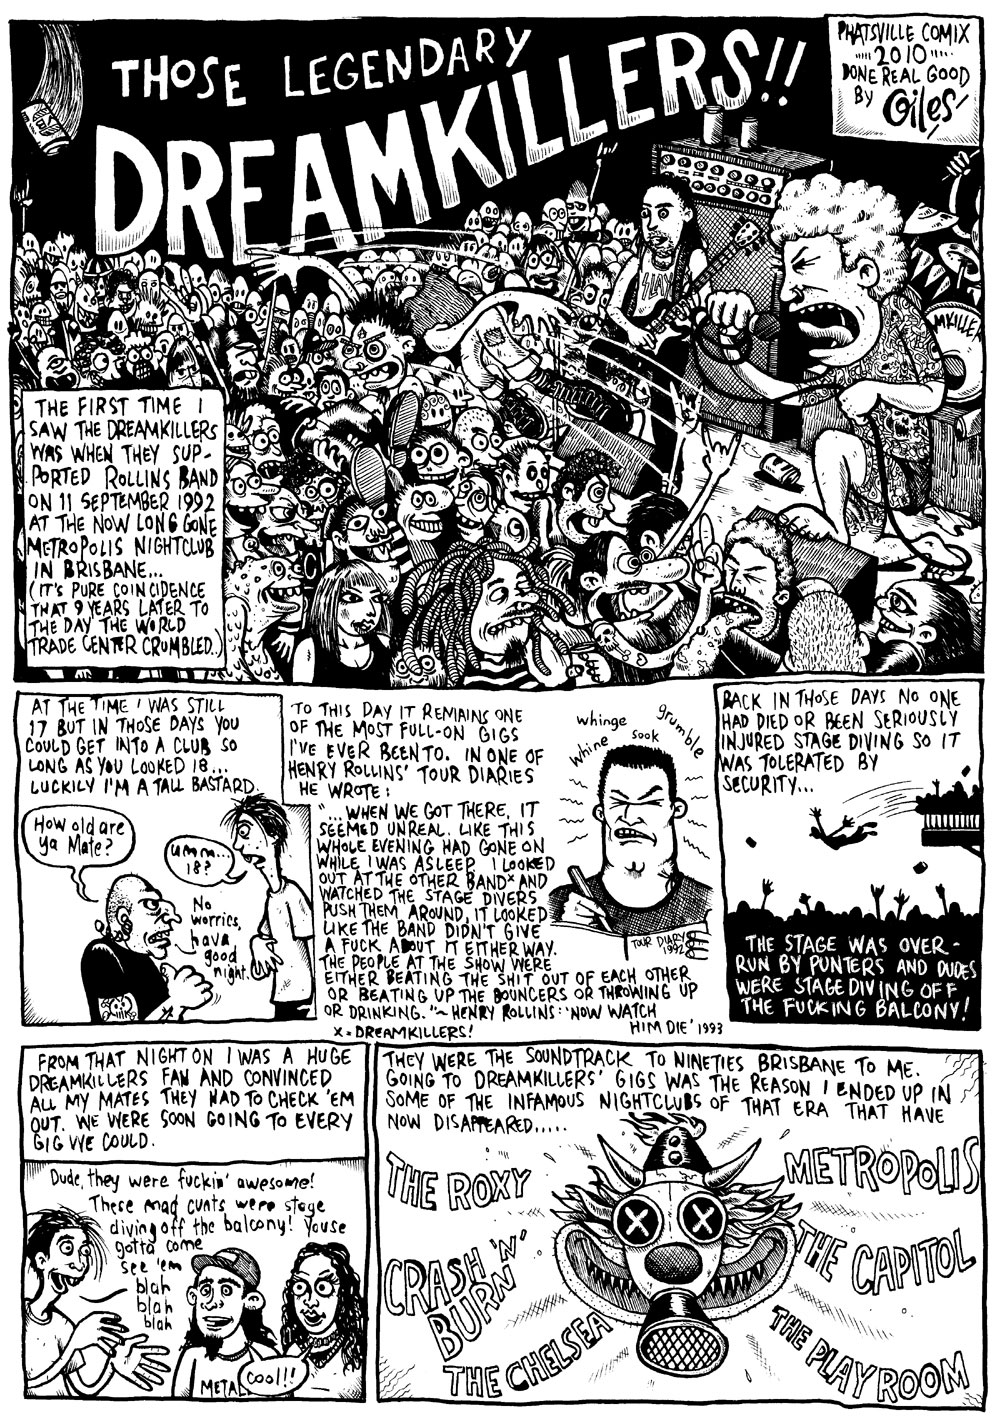 THOSE LEGENDARY
DREAMKILLERS!!
PHATSVILLE COMIX
2010
DONE REAL GOOD
BY Giles
MKILLE
THE FIRST TIME I
SAW THE DREAMKILLERS
WAS WHEN THEY SUP-
PORTED ROLLINS BAND
ON 11 SEPTEMBER 1992
AT THE NOW LONG GONE
METROPOLIS NIGHTCLUB
IN BRISBANE...
(IT'S PURE COINCIDENCE
THAT 9 YEARS LATER TO
THE DAY THE WORLD
TRADE CENTER CRUMBLED..)
AT THE TIME I WAS STILL
17 BUT IN THOSE DAYS YOU
COULD GET INTO A CLUB SO
LONG AS YOU LOOKED 18...
LUCKILY I'M A TALL BASTARD.
How old are
ya Mate?
umm...
18?
No
worries,
hava
good
night.
TO THIS DAY IT REMAINS ONE
OF THE MOST FULL-ON GIGS
I'VE EVER BEEN TO. IN ONE OF
HENRY ROLLINS' TOUR DIARIES
HE WROTE:
"...WHEN WE GOT THERE, IT
SEEMED UNREAL. LIKE THIS
WHOLE EVENING HAD GONE ON
WHILE I WAS ASLEEP. I LOOKED
OUT AT THE OTHER BANDx AND
WATCHED THE STAGE DIVERS
PUSH THEM AROUND, IT LOOKED
LIKE THE BAND DIDN'T GIVE
A FUCK ABOUT IT EITHER WAY.
THE PEOPLE AT THE SHOW WERE
EITHER BEATING THE SHIT OUT OF EACH OTHER
OR BEATING UP THE BOUNCERS OR THROWING UP
OR DRINKING."~ HENRY ROLLINS: 'NOW WATCH
HIM DIE' 1993
X = DREAMKILLERS!
whine
whinge
sook
grumble
TOUR DIARY
1992
BACK IN THOSE DAYS NO ONE
HAD DIED OR BEEN SERIOUSLY
INJURED STAGE DIVING SO IT
WAS TOLERATED BY
SECURITY...
THE STAGE WAS OVER-
RUN BY PUNTERS AND DUDES
WERE STAGE DIVING OFF
THE FUCKING BALCONY!
FROM THAT NIGHT ON I WAS A HUGE
DREAMKILLERS FAN AND CONVINCED
ALL MY MATES THEY HAD TO CHECK 'EM
OUT. WE WERE SOON GOING TO EVERY
GIG WE COULD.
Dude, they were fuckin' awesome!
These mad cunts were stage
diving off the balcony! Youse
gotta come
see 'em
blah
blah
blah
METAL
Cool!!
THEY WERE THE SOUNDTRACK TO NINETIES BRISBANE TO ME.
GOING TO DREAMKILLERS' GIGS WAS THE REASON I ENDED UP IN
SOME OF THE INFAMOUS NIGHTCLUBS OF THAT ERA THAT HAVE
NOW DISAPPEARED.....
THE ROXY
METROPOLIS
CRASH 'N'
BURN
THE CAPITOL
THE CHELSEA
THE PLAYROOM